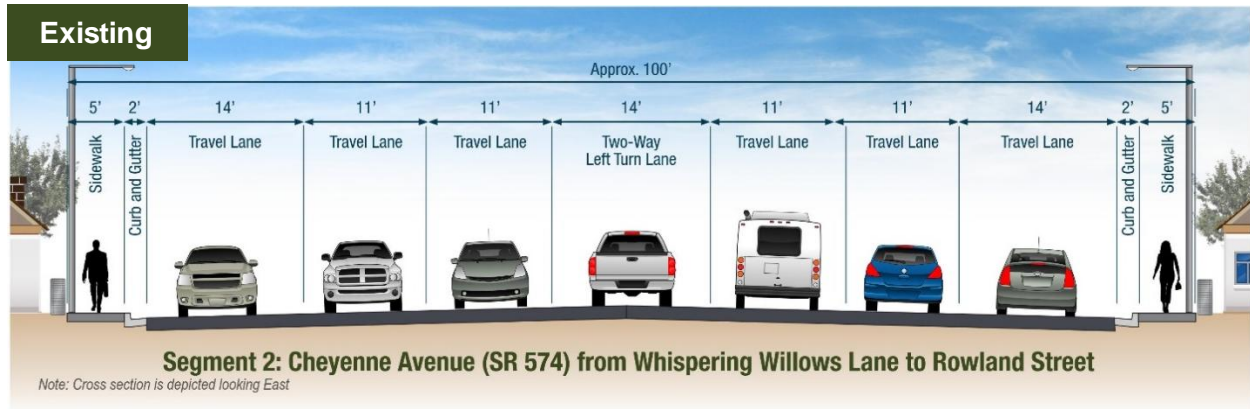 Existing
Approx. 100'
5' 2' 14' 11' 11' 14' 11' 11' 14' 2' 5'
Sidewalk
Curb and Gutter
Travel Lane
Travel Lane
Travel Lane
Two-Way
Left Turn Lane
Travel Lane
Travel Lane
Travel Lane
Curb and Gutter
Sidewalk
Segment 2: Cheyenne Avenue (SR 574) from Whispering Willows Lane to Rowland Street
Note: Cross section is depicted looking East